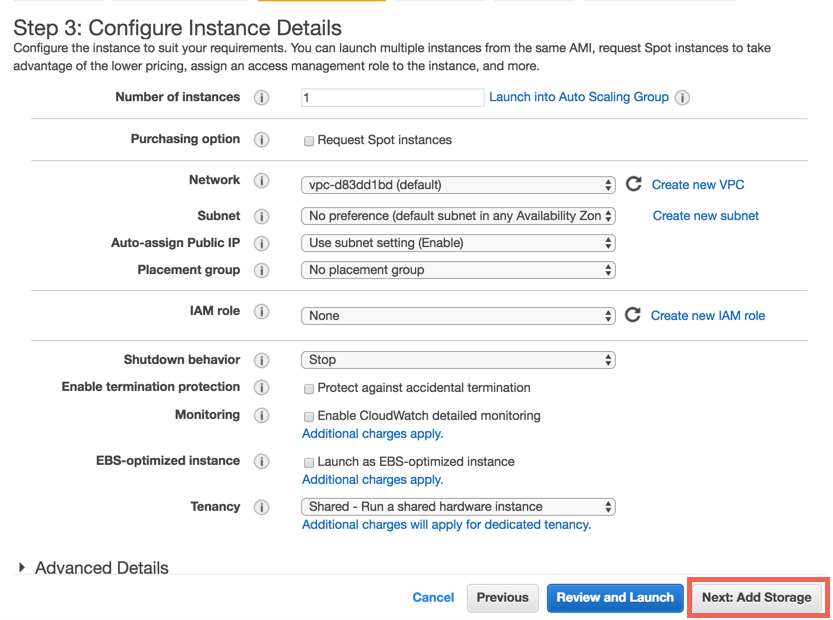 Step 3: Configure Instance Details
Configure the instance to suit your requirements. You can launch multiple instances from the same AMI, request Spot instances to take
advantage of the lower pricing, assign an access management role to the instance, and more.
Number of instances i 1 Launch into Auto Scaling Group i
Purchasing option i Request Spot instances
Network i vpc-d83dd1bd (default) Create new VPC
Subnet i No preference (default subnet in any Availability Zon Create new subnet
Auto-assign Public IP i Use subnet setting (Enable)
Placement group i No placement group
IAM role i None Create new IAM role
Shutdown behavior i Stop
Enable termination protection i Protect against accidental termination
Monitoring i Enable CloudWatch detailed monitoring
Additional charges apply.
EBS-optimized instance i Launch as EBS-optimized instance
Additional charges apply.
Tenancy i Shared - Run a shared hardware instance
Additional charges will apply for dedicated tenancy.
Advanced Details
Cancel Previous Review and Launch Next: Add Storage